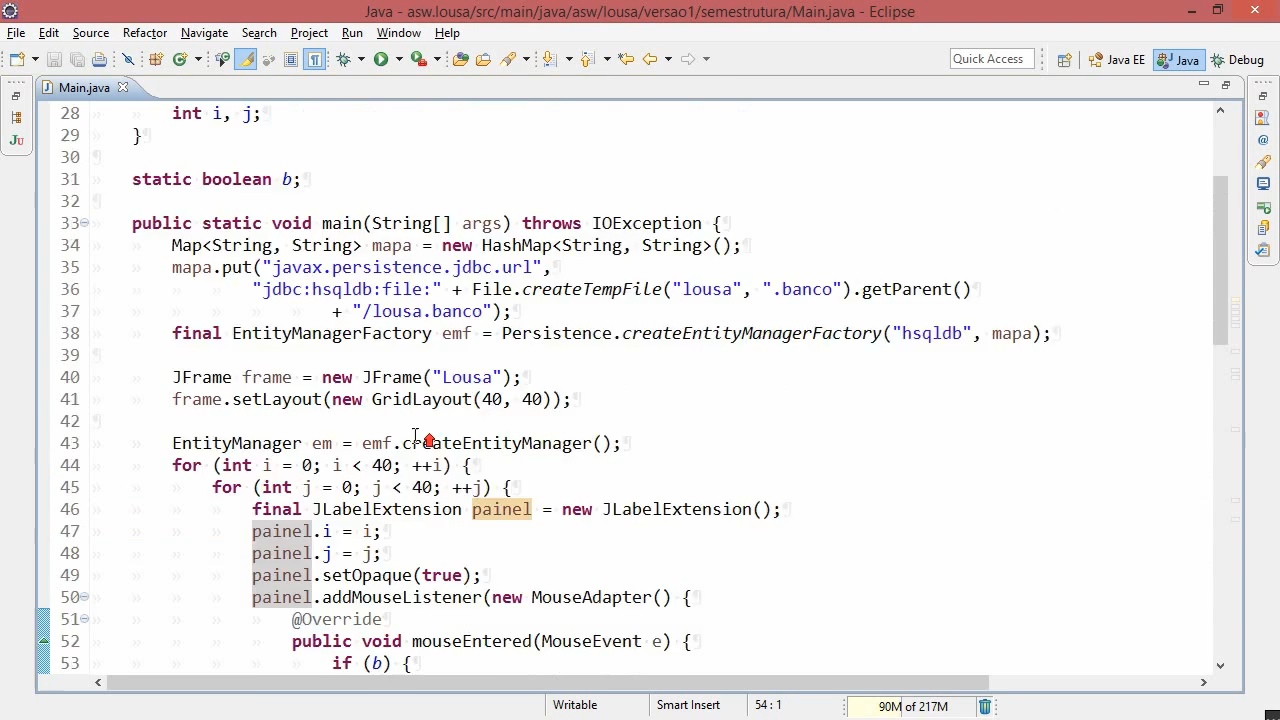 Java - asw.lousa/src/main/java/asw/lousa/versao1/semestrutura/Main.java - Eclipse
File Edit Source Refactor Navigate Search Project Run Window Help
Quick Access Java EE Java Debug
Main.java
28 int i, j;
29 }
30
31 static boolean b;
32
33 public static void main(String[] args) throws IOException {
34 Map<String, String> mapa = new HashMap<String, String>();
35 mapa.put("javax.persistence.jdbc.url",
36 "jdbc:hsqldb:file:" + File.createTempFile("lousa", ".banco").getParent()
37 + "/lousa.banco");
38 final EntityManagerFactory emf = Persistence.createEntityManagerFactory("hsqldb", mapa);
39
40 JFrame frame = new JFrame("Lousa");
41 frame.setLayout(new GridLayout(40, 40));
42
43 EntityManager em = emf.createEntityManager();
44 for (int i = 0; i < 40; ++i) {
45 for (int j = 0; j < 40; ++j) {
46 final JLabelExtension painel = new JLabelExtension();
47 painel.i = i;
48 painel.j = j;
49 painel.setOpaque(true);
50 painel.addMouseListener(new MouseAdapter() {
51 @Override
52 public void mouseEntered(MouseEvent e) {
53 if (b) {
Writable Smart Insert 54 : 1 90M of 217M